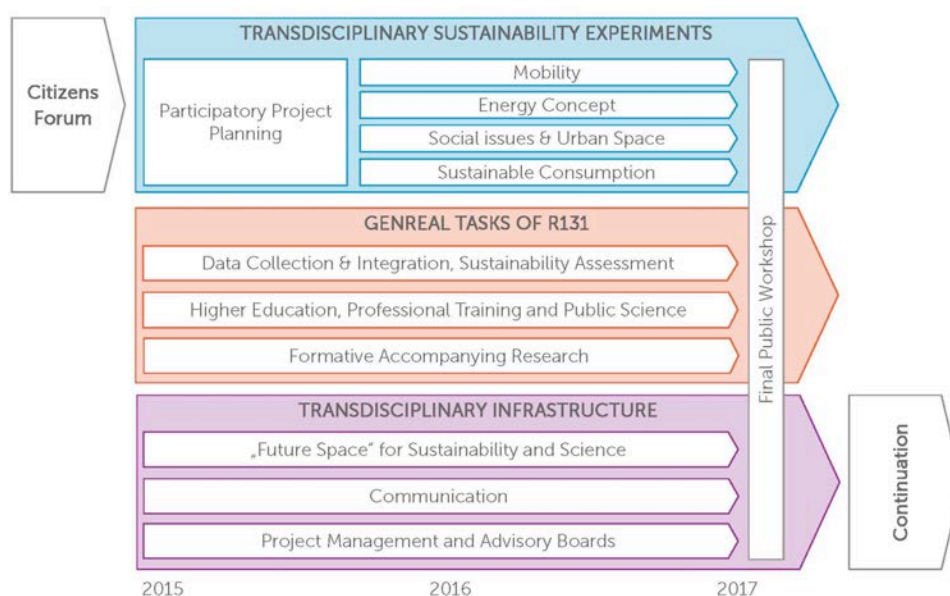 Citizens
Forum
TRANSDISCIPLINARY SUSTAINABILITY EXPERIMENTS
Participatory Project
Planning
Mobility
Energy Concept
Social issues & Urban Space
Sustainable Consumption
GENREAL TASKS OF R131
Data Collection & Integration, Sustainability Assessment
Higher Education, Professional Training and Public Science
Formative Accompanying Research
TRANSDISCIPLINARY INFRASTRUCTURE
„Future Space“ for Sustainability and Science
Communication
Project Management and Advisory Boards
Final Public Workshop
Continuation
2015
2016
2017